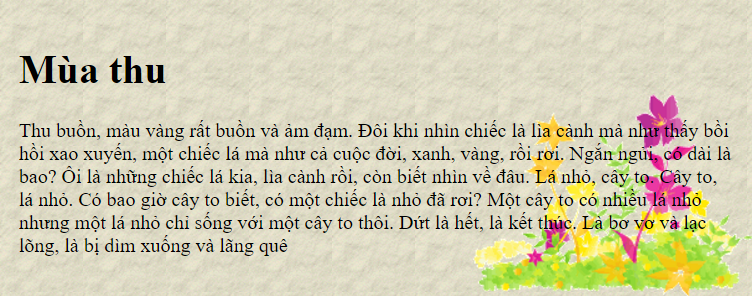 Mùa thu
Thu buồn, màu vàng rất buồn và ảm đạm. Đôi khi nhìn chiếc lá lìa cành mà như thấy bồi
hồi xao xuyến, một chiếc lá mà như cả cuộc đời, xanh, vàng, rồi rơi. Ngắn ngủi, có dài là
bao? Ôi là những chiếc lá kia, lìa cành rồi, còn biết nhìn về đâu. Lá nhỏ, cây to. Cây to,
lá nhỏ. Có bao giờ cây to biết, có một chiếc lá nhỏ đã rơi? Một cây to có nhiều lá nhỏ
nhưng một lá nhỏ chỉ sống với một cây to thôi. Dứt là hết, là kết thúc. Lá bơ vơ và lạc
lõng, là bị dìm xuống và lãng quê